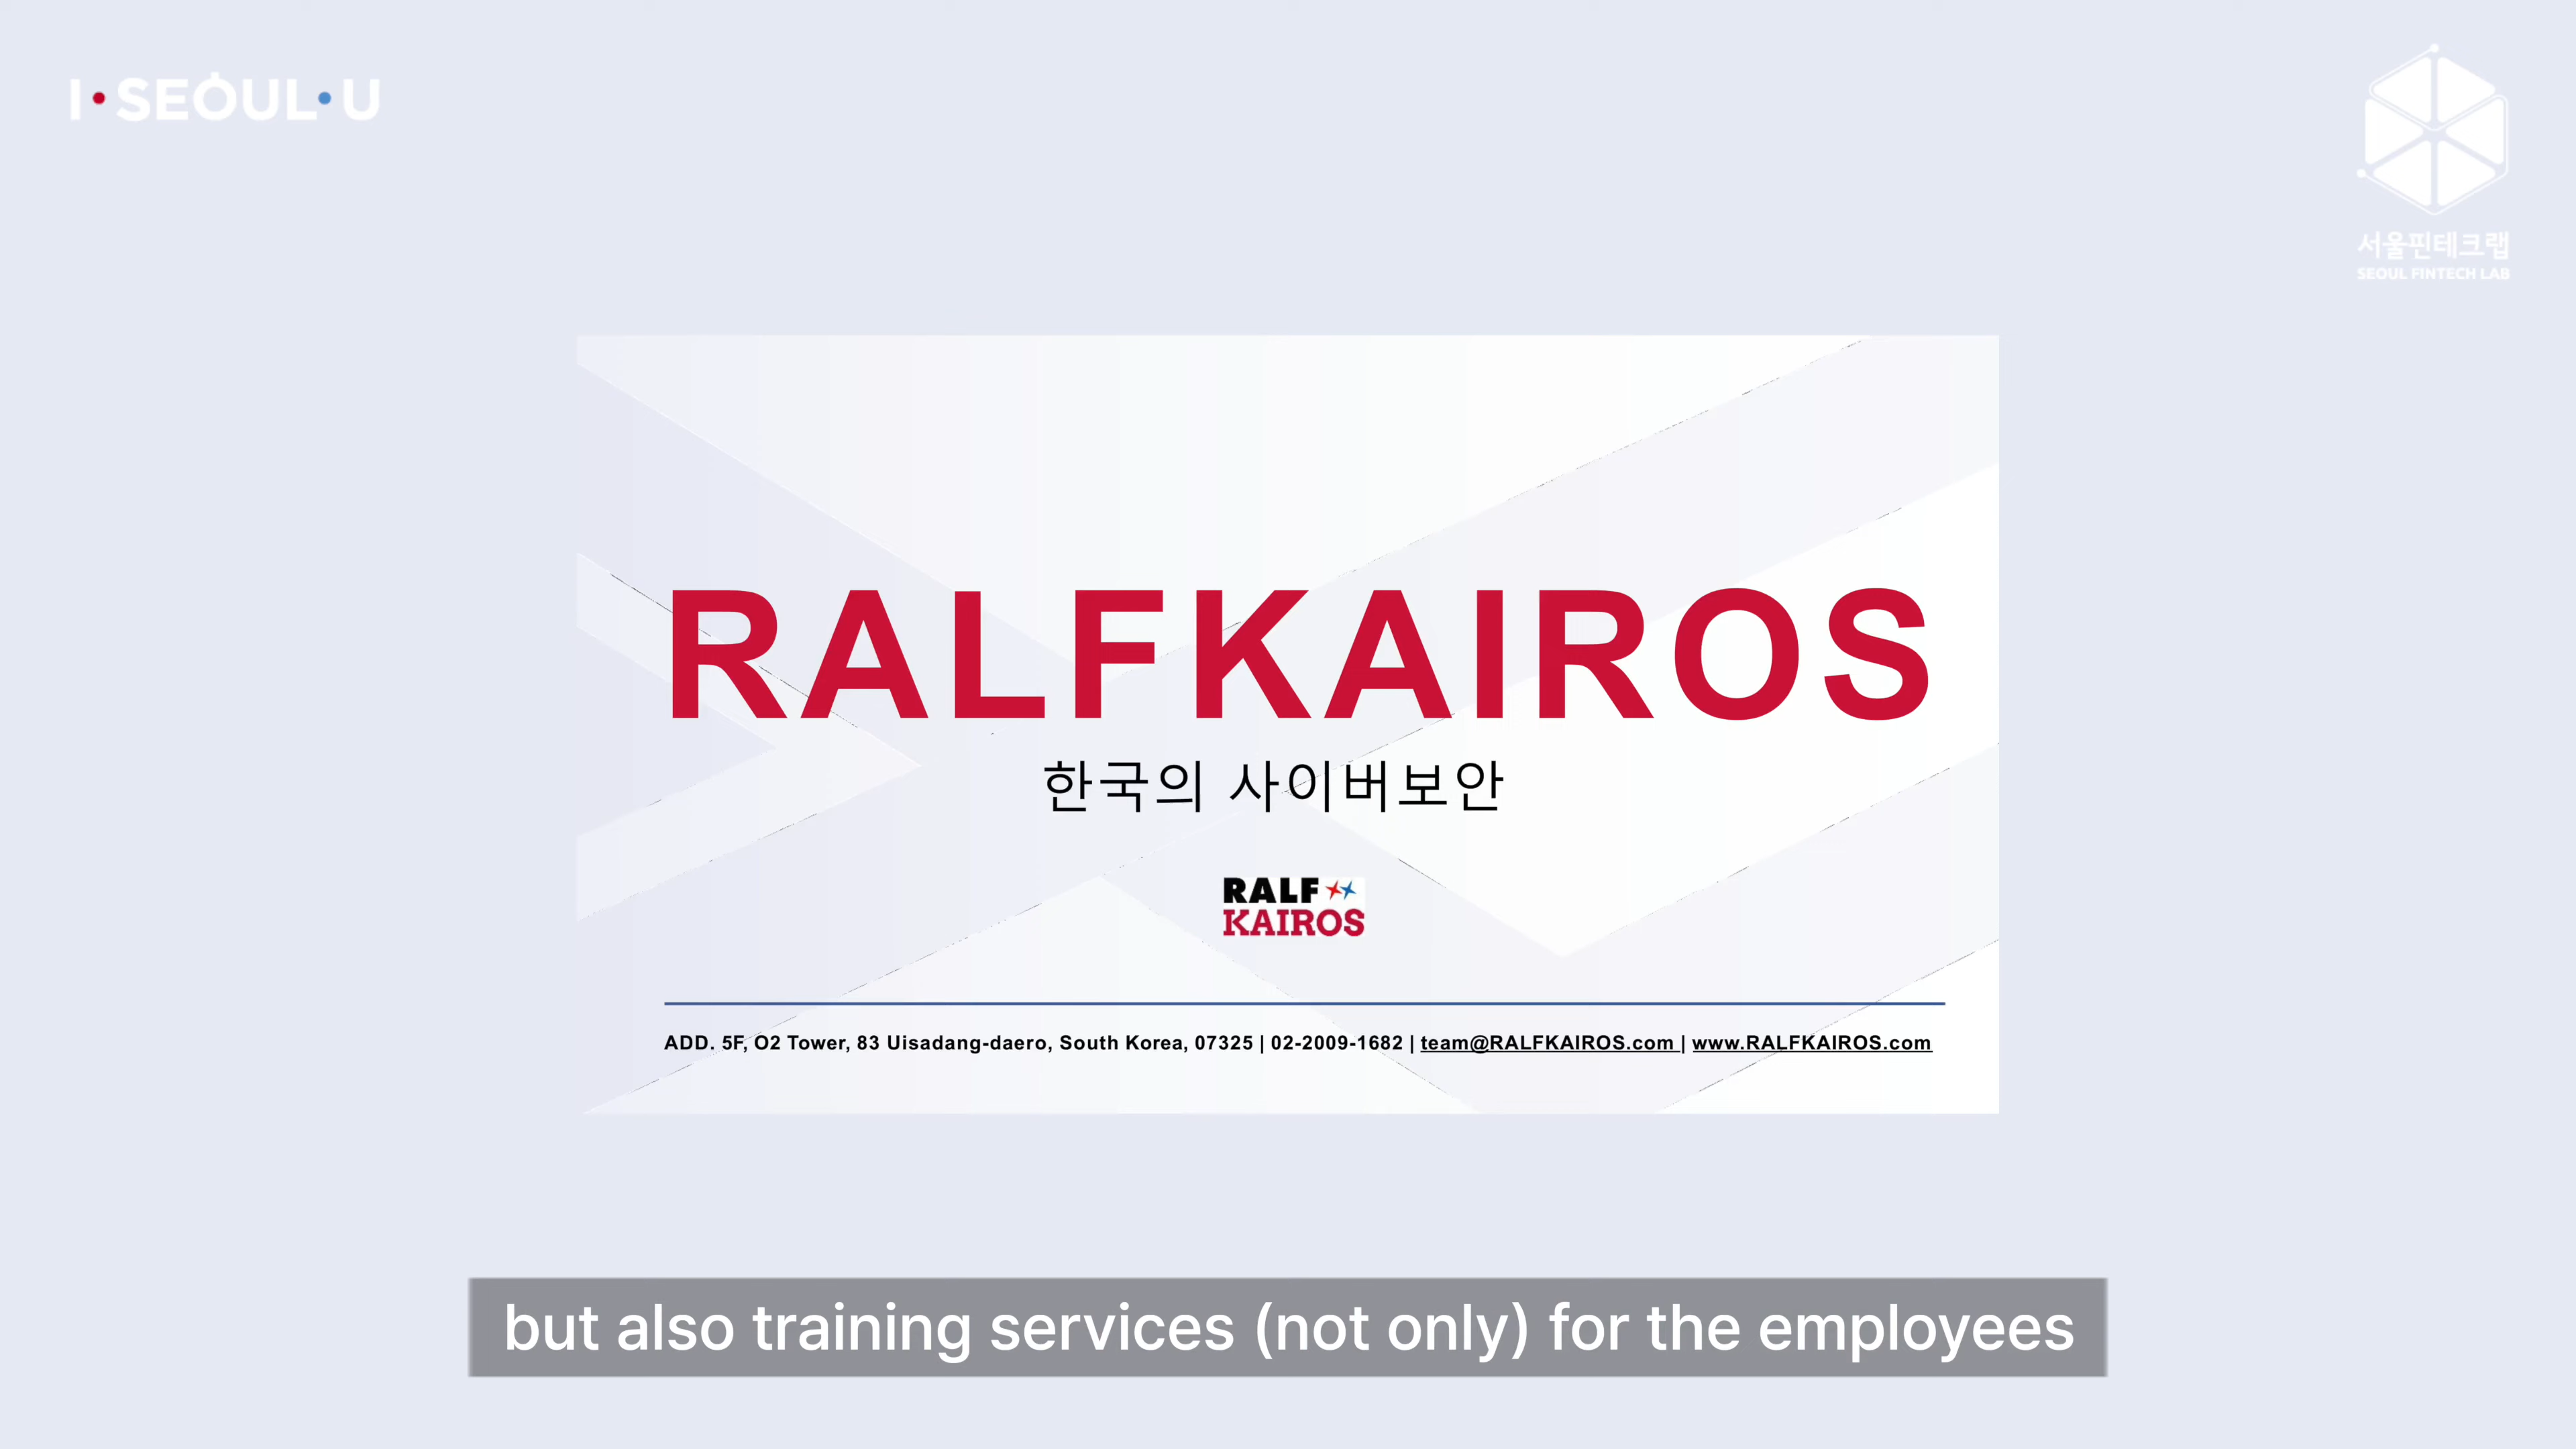 I·SEOUL·U
서울핀테크랩
SEOUL FINTECH LAB
RALFKAIROS
한국의 사이버보안
RALF
KAIROS
ADD. 5F, O2 Tower, 83 Uisadang-daero, South Korea, 07325 | 02-2009-1682 | team@RALFKAIROS.com | www.RALFKAIROS.com
but also training services (not only) for the employees